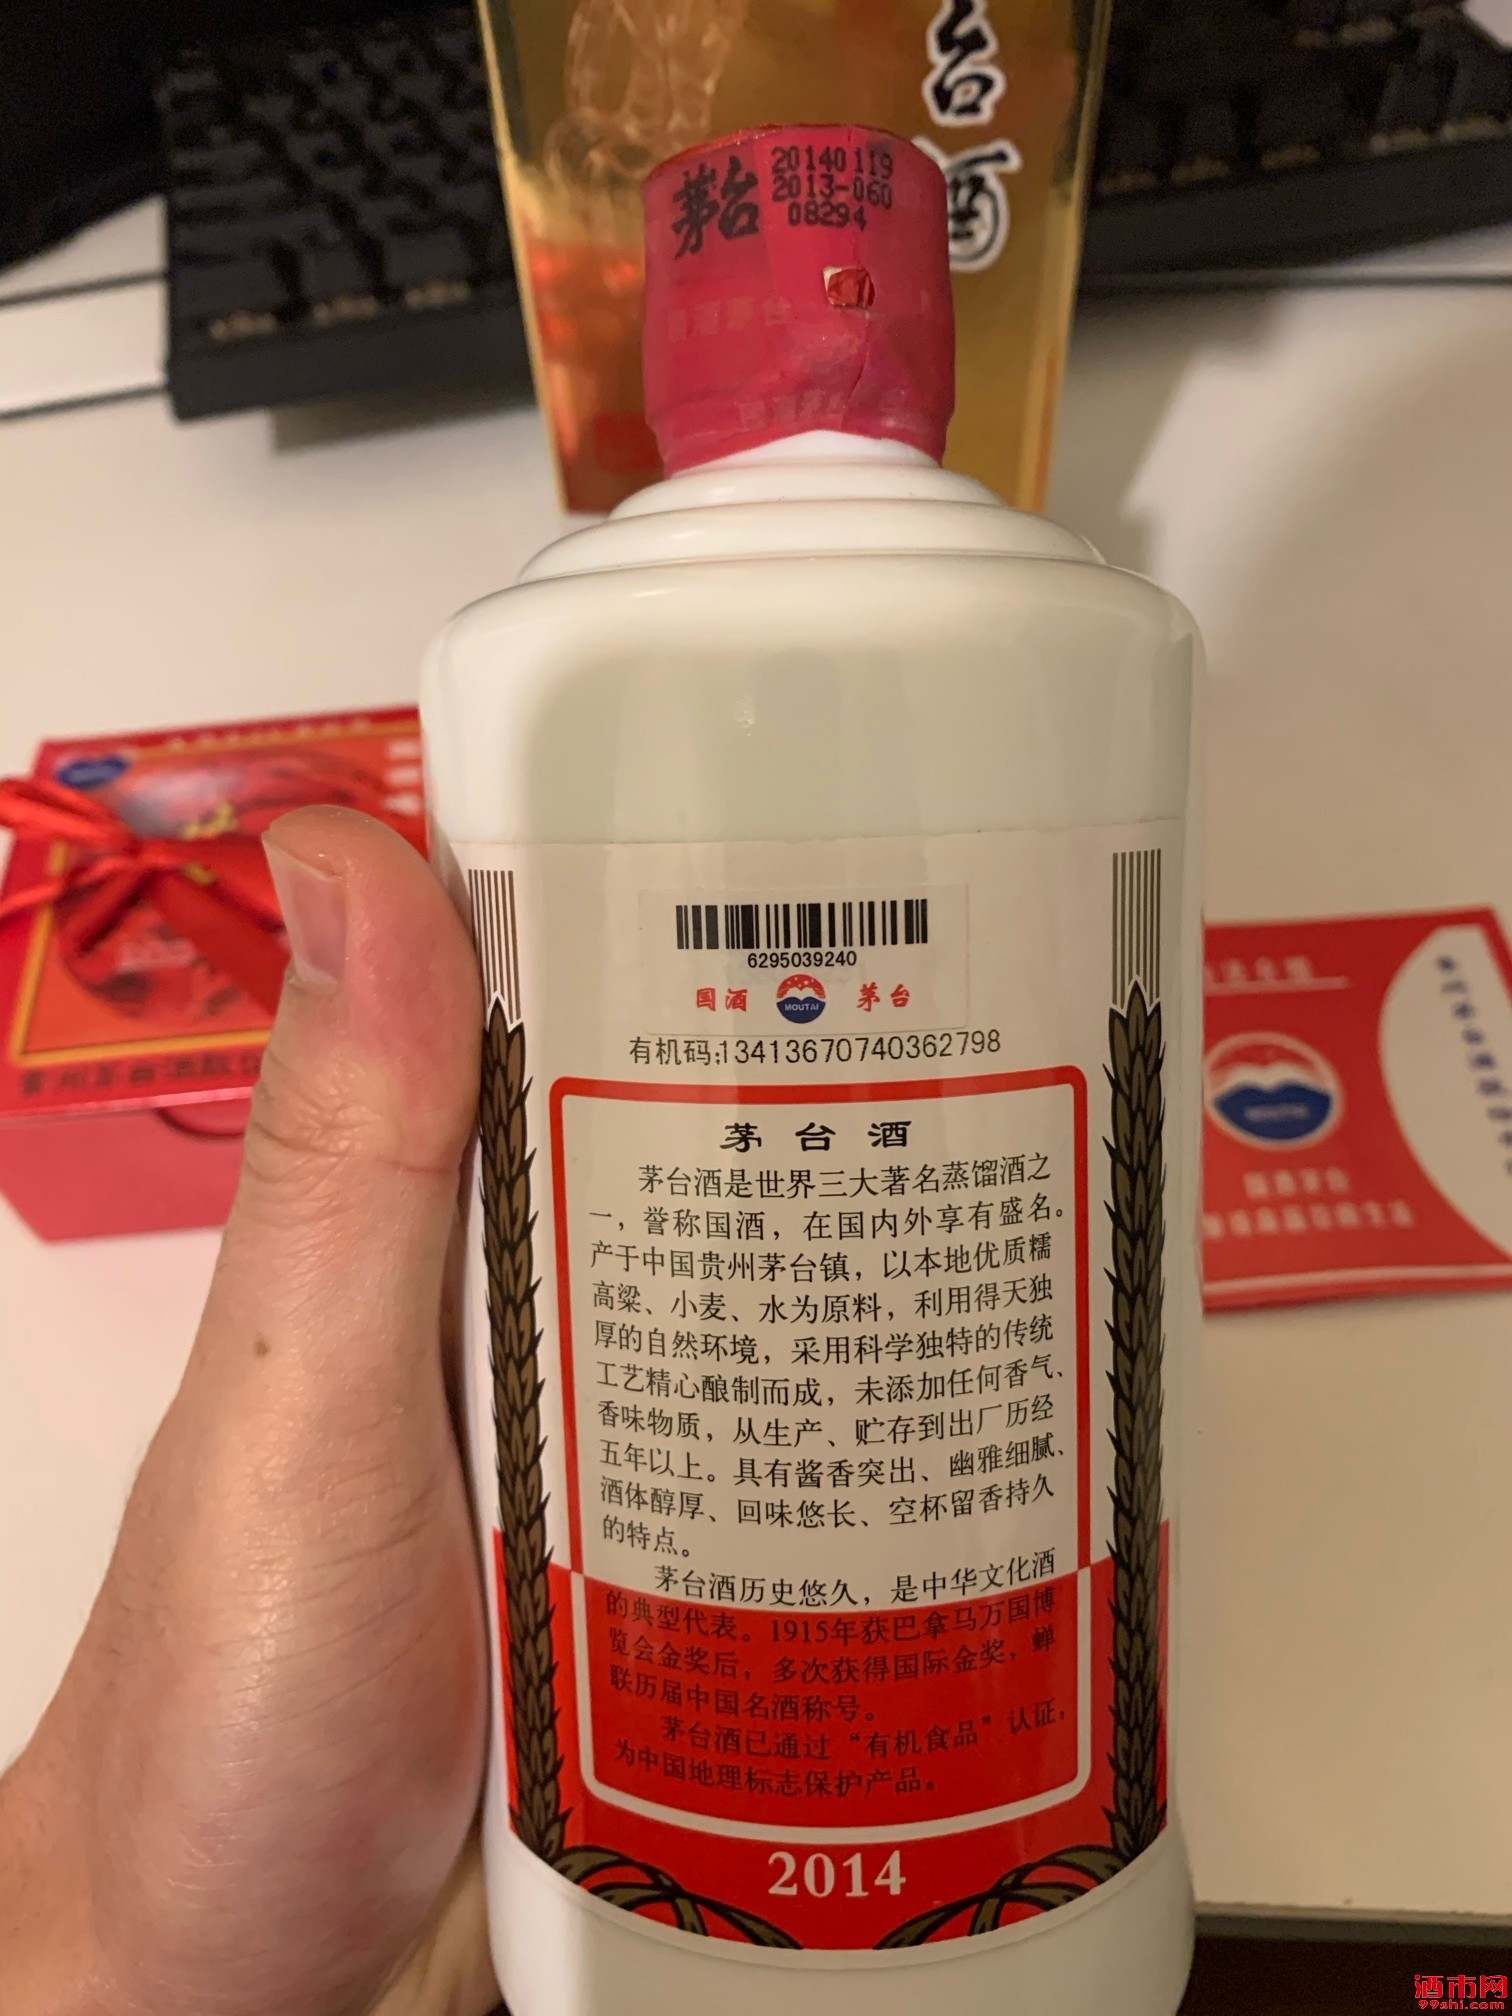 台
酒
茅台
20140119
2013-060
08294
6295039240
国酒
MOUTAI
茅台
有机码:13413670740362798
茅台酒
茅台酒是世界三大著名蒸馏酒之
一，誉称国酒，在国内外享有盛名。
产于中国贵州茅台镇，以本地优质糯
高粱、小麦、水为原料，利用得天独
厚的自然环境，采用科学独特的传统
工艺精心酿制而成，未添加任何香气、
香味物质，从生产、贮存到出厂历经
五年以上。具有酱香突出、幽雅细腻、
酒体醇厚、回味悠长、空杯留香持久
的特点。
茅台酒历史悠久，是中华文化酒
的典型代表。1915年获巴拿马万国博
览会金奖后，多次获得国际金奖，蝉
联历届中国名酒称号。
茅台酒已通过“有机食品”认证，
为中国地理标志保护产品。
2014
MOUTAI
国酒茅台
酒市网
99shi.com